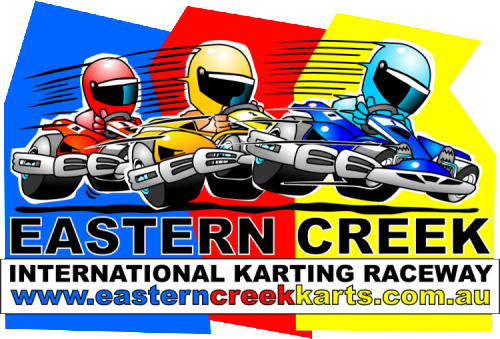 EASTERN CREEK
INTERNATIONAL KARTING RACEWAY
www.easterncreekkarts.com.au